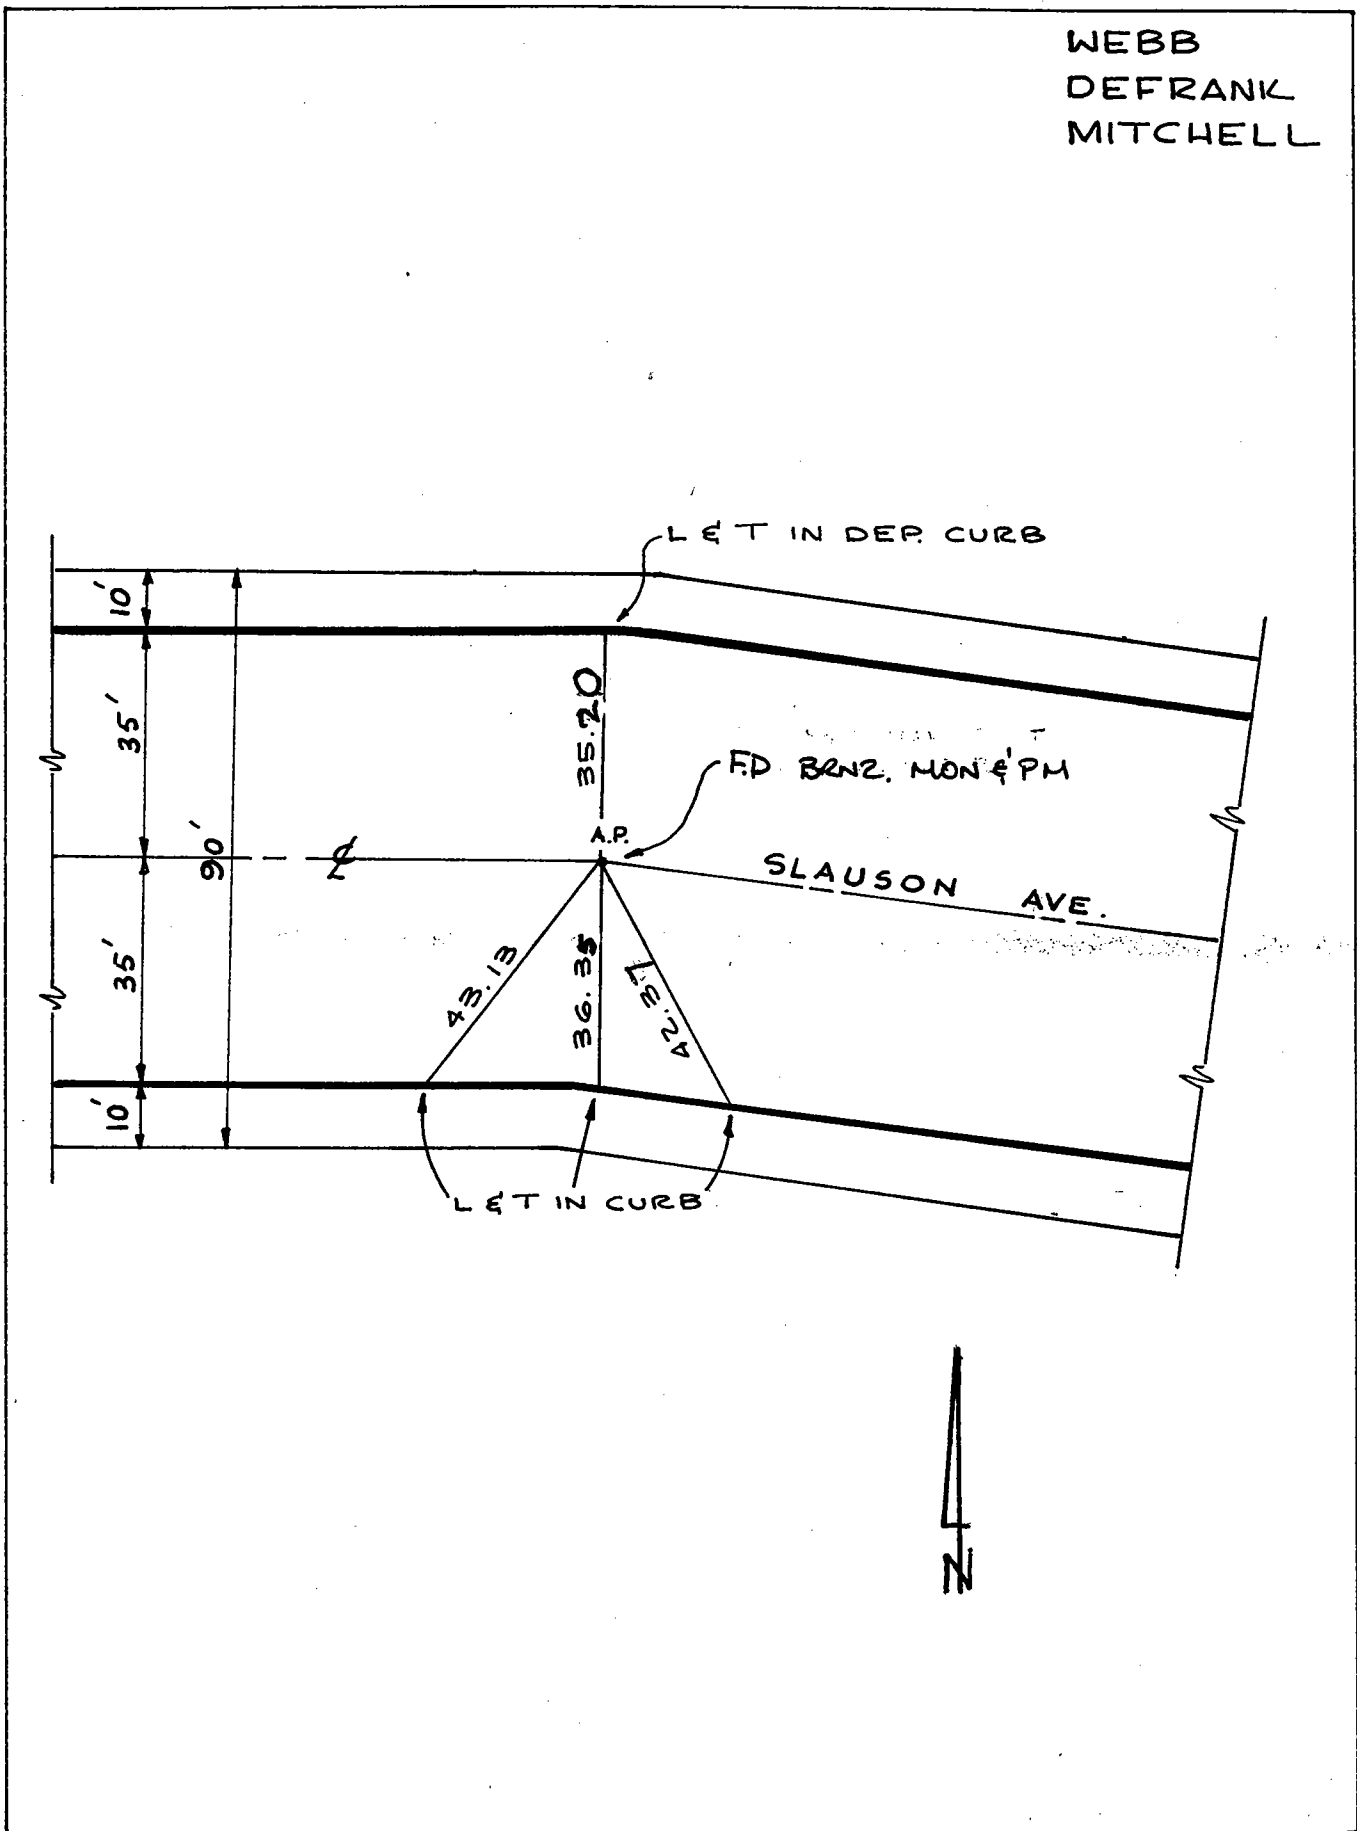 WEBB
DEFRANK
MITCHELL
L & T IN DEP. CURB
10'
35'
35.20
FD BRNZ. MON & PM
90'
A.P.
℄
SLAUSON AVE.
35'
43.13
36.35
42.37
10'
L & T IN CURB
N